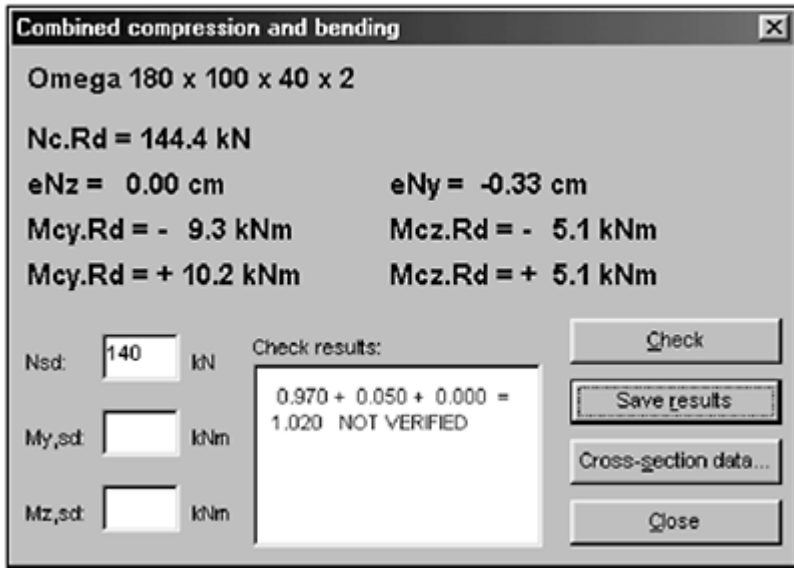 Combined compression and bending
Omega 180 x 100 x 40 x 2
Nc.Rd = 144.4 kN
eNz = 0.00 cm eNy = -0.33 cm
Mcy.Rd = - 9.3 kNm Mcz.Rd = - 5.1 kNm
Mcy.Rd = + 10.2 kNm Mcz.Rd = + 5.1 kNm
Nsd: 140 kN
My,sd: kNm
Mz,sd: kNm
Check results:
0.970 + 0.050 + 0.000 =
1.020 NOT VERIFIED
Check
Save results
Cross-section data...
Close